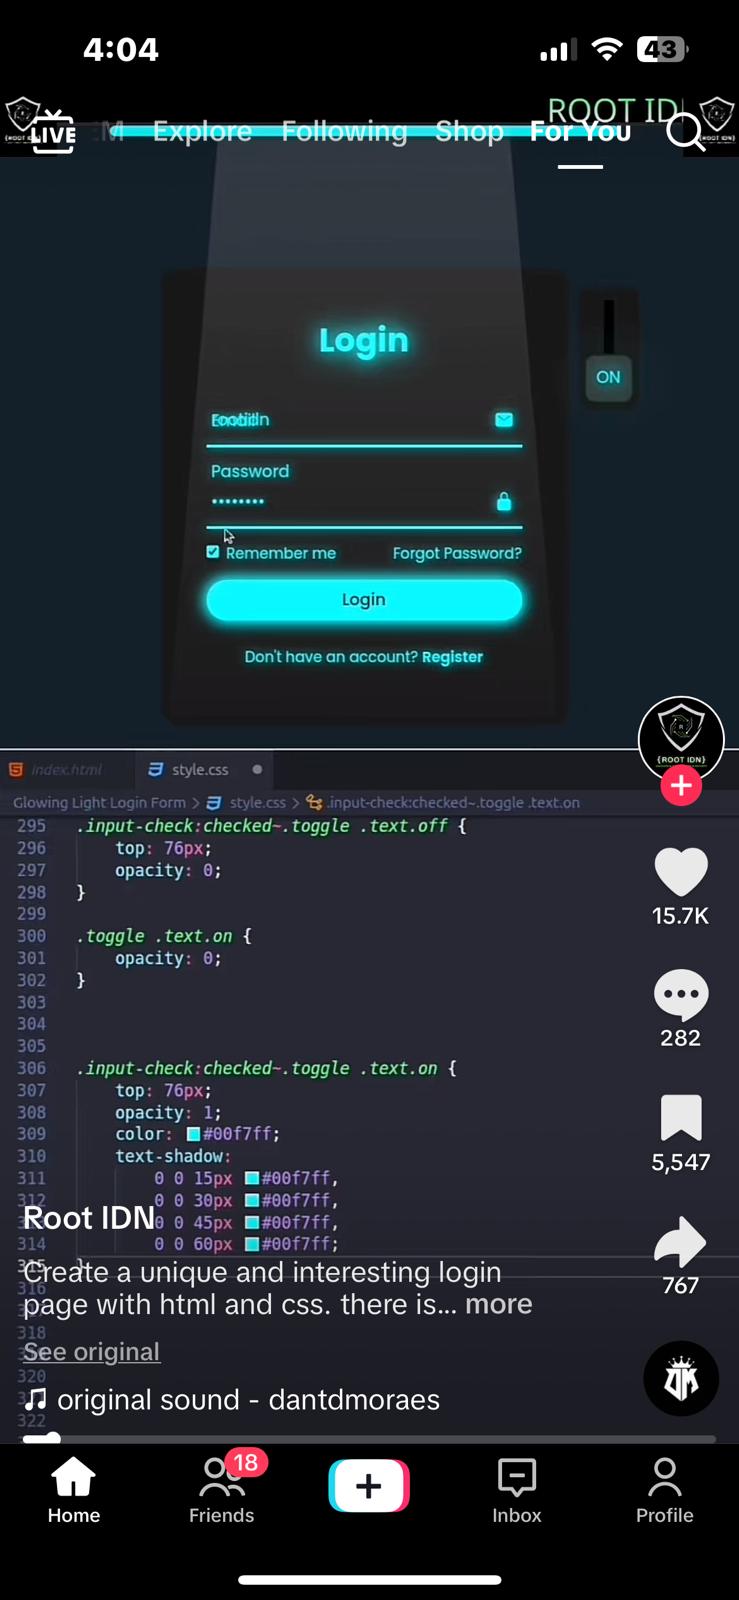 4:04
43
ROOT ID
LIVE
Explore
Following
Shop
For You
Login
ON
Password
••••••••
Remember me
Forgot Password?
Login
Don't have an account? Register
{ROOT IDN}
index.html
style.css
Glowing Light Login Form > style.css > .input-check:checked~.toggle .text.on
295 .input-check:checked~.toggle .text.off {
296 top: 76px;
297 opacity: 0;
298 }
299
300 .toggle .text.on {
301 opacity: 0;
302 }
303
304
305
306 .input-check:checked~.toggle .text.on {
307 top: 76px;
308 opacity: 1;
309 color: #00f7ff;
310 text-shadow:
311 0 0 15px #00f7ff,
312 0 0 30px #00f7ff,
0 0 45px #00f7ff,
314 0 0 60px #00f7ff;
315 }
316
318
320
322
15.7K
282
5,547
767
Root IDN
Create a unique and interesting login
page with html and css. there is... more
See original
original sound - dantdmoraes
18
Home
Friends
Inbox
Profile